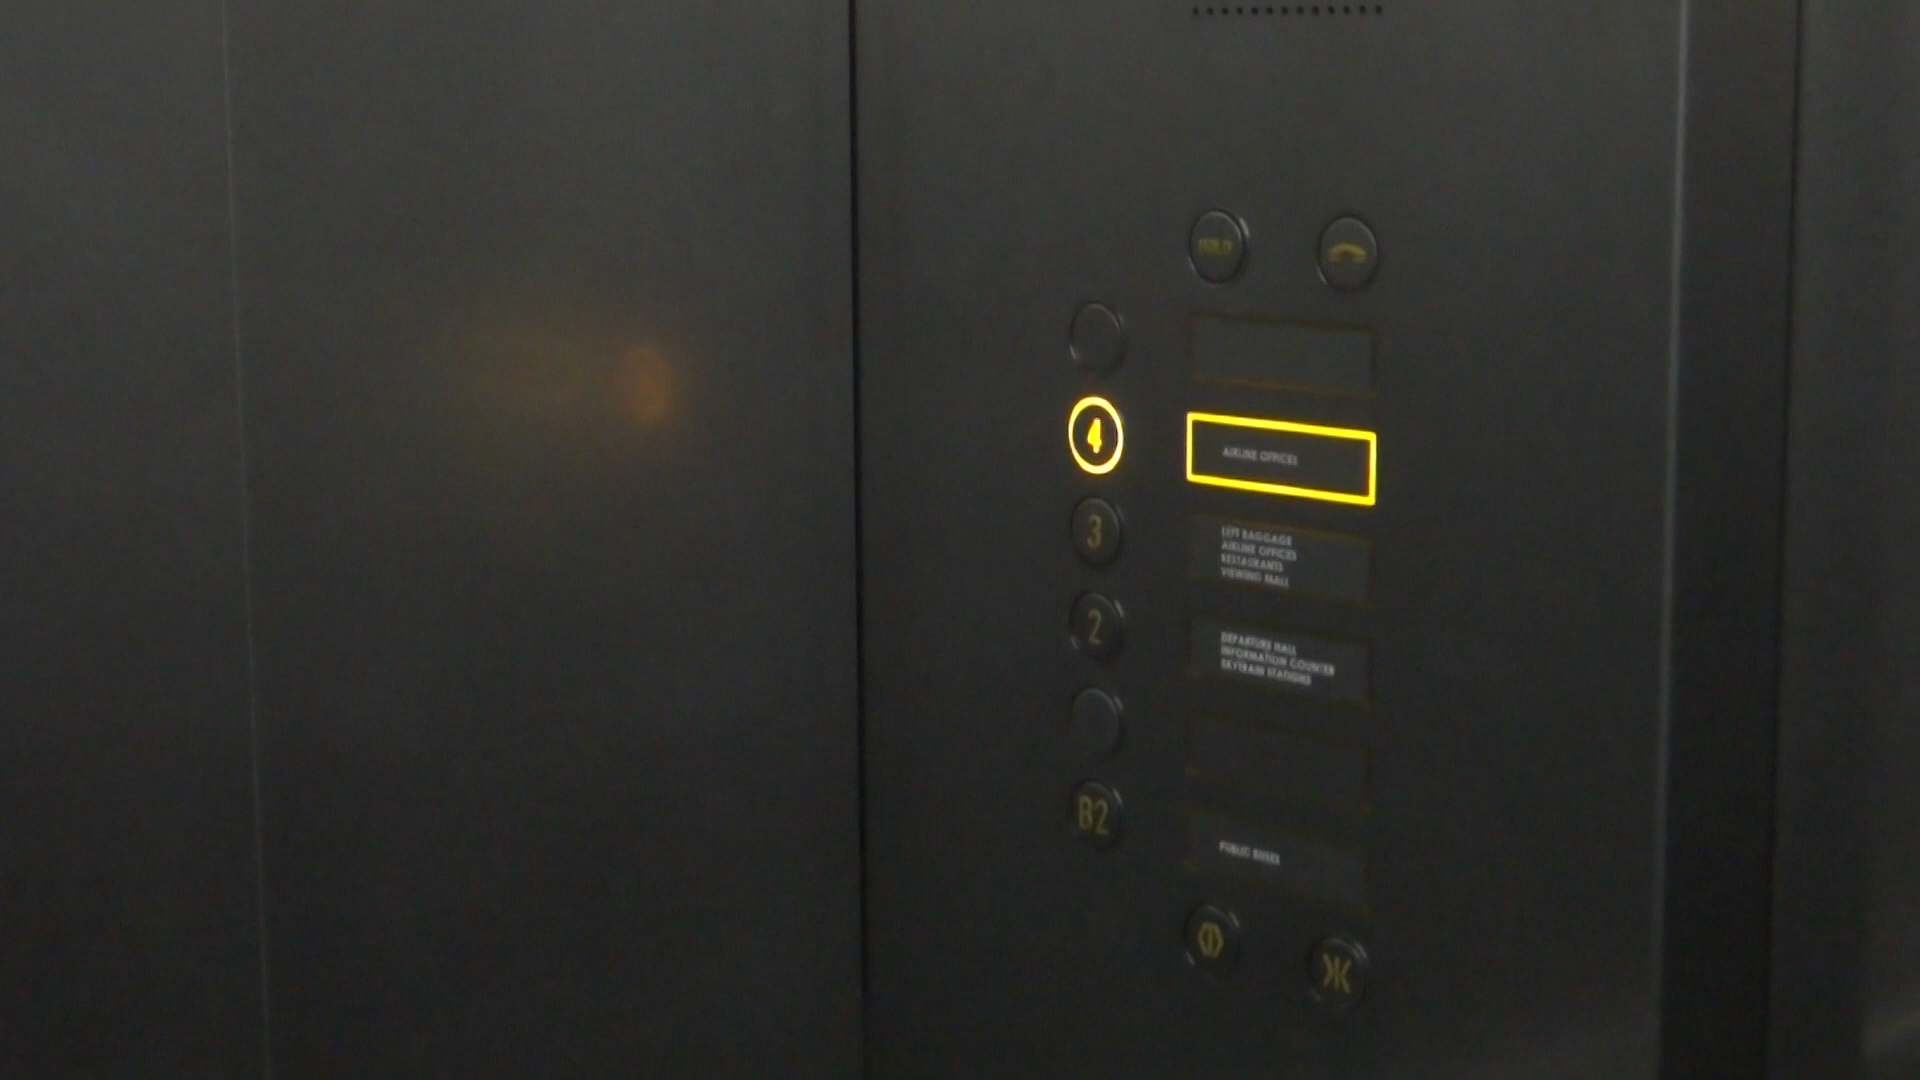 HOLD
4
AIRLINE OFFICES
3
LEFT BAGGAGE
AIRLINE OFFICES
RESTAURANTS
VIEWING MALL
2
DEPARTURE HALL
INFORMATION COUNTER
SKYTRAIN STATIONS
B2
PUBLIC BUSES